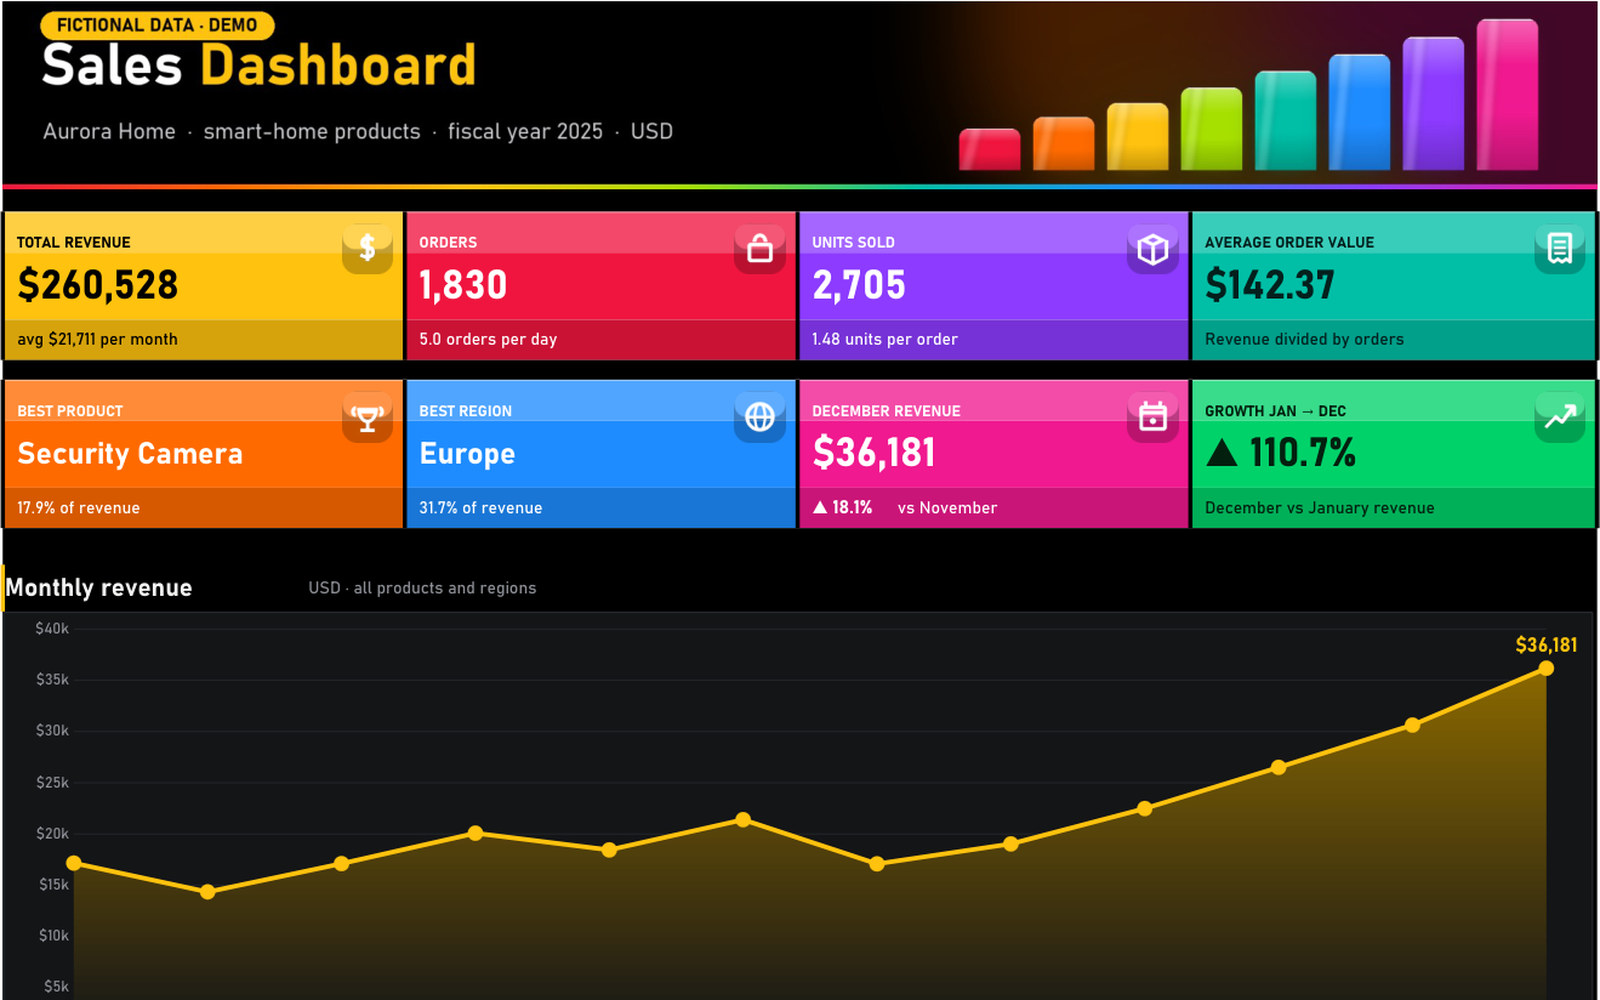 FICTIONAL DATA · DEMO
Sales Dashboard
Aurora Home · smart-home products · fiscal year 2025 · USD
TOTAL REVENUE
$260,528
avg $21,711 per month
ORDERS
1,830
5.0 orders per day
UNITS SOLD
2,705
1.48 units per order
AVERAGE ORDER VALUE
$142.37
Revenue divided by orders
BEST PRODUCT
Security Camera
17.9% of revenue
BEST REGION
Europe
31.7% of revenue
DECEMBER REVENUE
$36,181
▲ 18.1% vs November
GROWTH JAN → DEC
▲ 110.7%
December vs January revenue
Monthly revenue
USD · all products and regions
$40k
$36,181
$35k
$30k
$25k
$20k
$15k
$10k
$5k